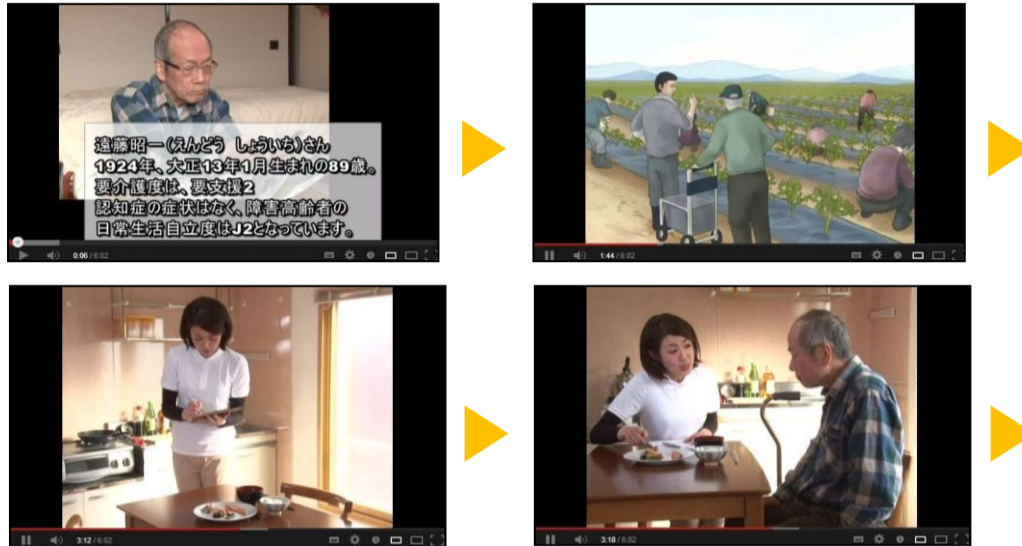 遠藤昭一(えんどう しょういち)さん
1924年、大正13年1月生まれの89歳。
要介護度は、要支援2
認知症の症状はなく、障害高齢者の
日常生活自立度はJ2となっています。
0:06 / 6:02
1:44 / 6:02
3:12 / 6:02
3:18 / 6:02